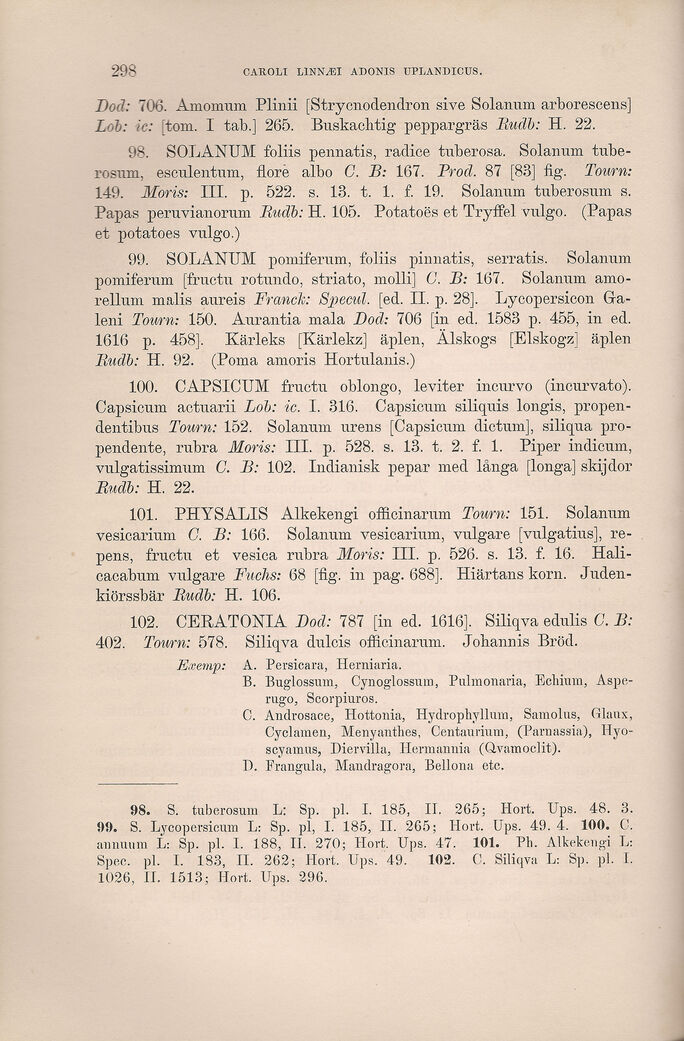 298 CAROLI LINNÆI ADONIS UPLANDICUS.
Dod: 706. Amomum Plinii [Strycnodendron sive Solanum arborescens]
Lob: ic: [tom. I tab.] 265. Buskachtig peppargräs Rudb: H. 22.
98. SOLANUM foliis pennatis, radice tuberosa. Solanum tube-
rosum, esculentum, flore albo C. B: 167. Prod. 87 [83] fig. Tourn:
149. Moris: III. p. 522. s. 13. t. 1. f. 19. Solanum tuberosum s.
Papas peruvianorum Rudb: H. 105. Potatoës et Tryffel vulgo. (Papas
et potatoes vulgo.)
99. SOLANUM pomiferum, foliis pinnatis, serratis. Solanum
pomiferum [fructu rotundo, striato, molli] C. B: 167. Solanum amo-
rellum malis aureis Franck: Specul. [ed. II. p. 28]. Lycopersicon Ga-
leni Tourn: 150. Aurantia mala Dod: 706 [in ed. 1583 p. 455, in ed.
1616 p. 458]. Kärleks [Kärlekz] äplen, Älskogs [Elskogz] äplen
Rudb: H. 92. (Poma amoris Hortulanis.)
100. CAPSICUM fructu oblongo, leviter incurvo (incurvato).
Capsicum actuarii Lob: ic. I. 316. Capsicum siliquis longis, propen-
dentibus Tourn: 152. Solanum urens [Capsicum dictum], siliqua pro-
pendente, rubra Moris: III. p. 528. s. 13. t. 2. f. 1. Piper indicum,
vulgatissimum C. B: 102. Indianisk pepar med långa [longa] skijdor
Rudb: H. 22.
101. PHYSALIS Alkekengi officinarum Tourn: 151. Solanum
vesicarium C. B: 166. Solanum vesicarium, vulgare [vulgatius], re-
pens, fructu et vesica rubra Moris: III. p. 526. s. 13. f. 16. Hali-
cacabum vulgare Fuchs: 68 [fig. in pag. 688]. Hiärtans korn. Juden-
kiörssbär Rudb: H. 106.
102. CERATONIA Dod: 787 [in ed. 1616]. Siliqva edulis C. B:
402. Tourn: 578. Siliqva dulcis officinarum. Johannis Bröd.
Exemp: A. Persicara, Herniaria.
B. Buglossum, Cynoglossum, Pulmonaria, Echium, Aspe-
rugo, Scorpiuros.
C. Androsace, Hottonia, Hydrophyllum, Samolus, Glaux,
Cyclamen, Menyanthes, Centaurium, (Parnassia), Hyo-
scyamus, Diervilla, Hermannia (Qvamoclit).
D. Frangula, Mandragora, Bellona etc.
98. S. tuberosum L: Sp. pl. I. 185, II. 265; Hort. Ups. 48. 3.
99. S. Lycopersicum L: Sp. pl, I. 185, II. 265; Hort. Ups. 49. 4. 100. C.
annuum L: Sp. pl. I. 188, II. 270; Hort. Ups. 47. 101. Ph. Alkekengi L:
Spec. pl. I. 183, II. 262; Hort. Ups. 49. 102. C. Siliqva L: Sp. pl. I.
1026, II. 1513; Hort. Ups. 296.